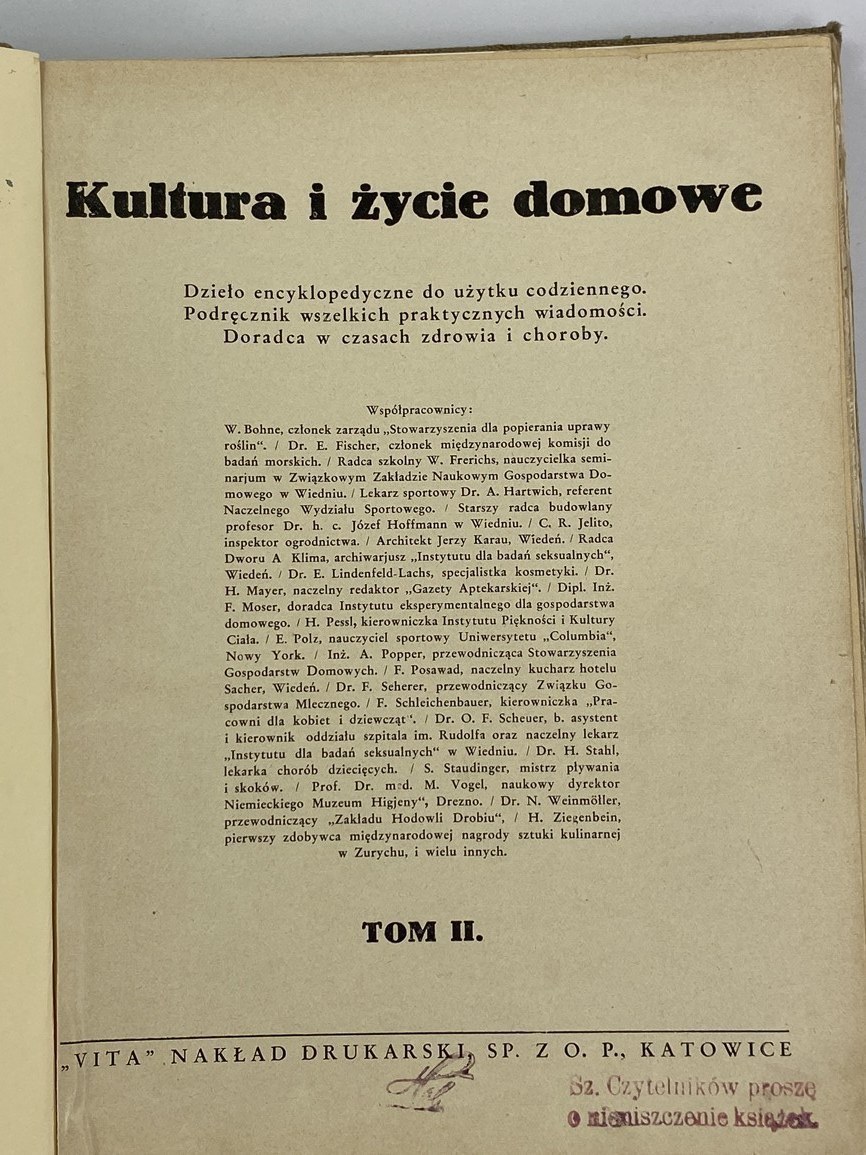 Kultura i życie domowe
Dzieło encyklopedyczne do użytku codziennego.
Podręcznik wszelkich praktycznych wiadomości.
Doradca w czasach zdrowia i choroby.
Współpracownicy:
W. Bohne, członek zarządu „Stowarzyszenia dla popierania uprawy
roślin“. / Dr. E. Fischer, członek międzynarodowej komisji do
badań morskich. / Radca szkolny W. Frerichs, nauczycielka semi-
narjum w Związkowym Zakładzie Naukowym Gospodarstwa Do-
mowego w Wiedniu. / Lekarz sportowy Dr. A. Hartwich, referent
Naczelnego Wydziału Sportowego. / Starszy radca budowlany
profesor Dr. h. c. Józef Hoffmann w Wiedniu. / C. R. Jelito,
inspektor ogrodnictwa. / Architekt Jerzy Karau, Wiedeń. / Radca
Dworu A Klima, archiwarjusz „Instytutu dla badań seksualnych“,
Wiedeń. / Dr. E. Lindenfeld-Lachs, specjalistka kosmetyki. / Dr.
H. Mayer, naczelny redaktor „Gazety Aptekarskiej“. / Dipl. Inż.
F. Moser, doradca Instytutu eksperymentalnego dla gospodarstwa
domowego. / H. Pessl, kierowniczka Instytutu Piękności i Kultury
Ciała. / E. Polz, nauczyciel sportowy Uniwersytetu „Columbia“,
Nowy York. / Inż. A. Popper, przewodnicząca Stowarzyszenia
Gospodarstw Domowych. / F. Posawad, naczelny kucharz hotelu
Sacher, Wiedeń. / Dr. F. Seherer, przewodniczący Związku Go-
spodarstwa Mlecznego. / F. Schleichenbauer, kierowniczka „Pra-
cowni dla kobiet i dziewcząt“. / Dr. O. F. Scheuer, b. asystent
i kierownik oddziału szpitala im. Rudolfa oraz naczelny lekarz
„Instytutu dla badań seksualnych“ w Wiedniu. / Dr. H. Stahl,
lekarka chorób dziecięcych. / S. Staudinger, mistrz pływania
i skoków. / Prof. Dr. med. M. Vogel, naukowy dyrektor
Niemieckiego Muzeum Higjeny“, Drezno. / Dr. N. Weinmöller,
przewodniczący „Zakładu Hodowli Drobiu“, / H. Ziegenbein,
pierwszy zdobywca międzynarodowej nagrody sztuki kulinarnej
w Zurychu, i wielu innych.
TOM II.
„VITA” NAKŁAD DRUKARSKI, SP. Z O. P., KATOWICE
Sz. Czytelników proszę
o nieniszczenie książek.